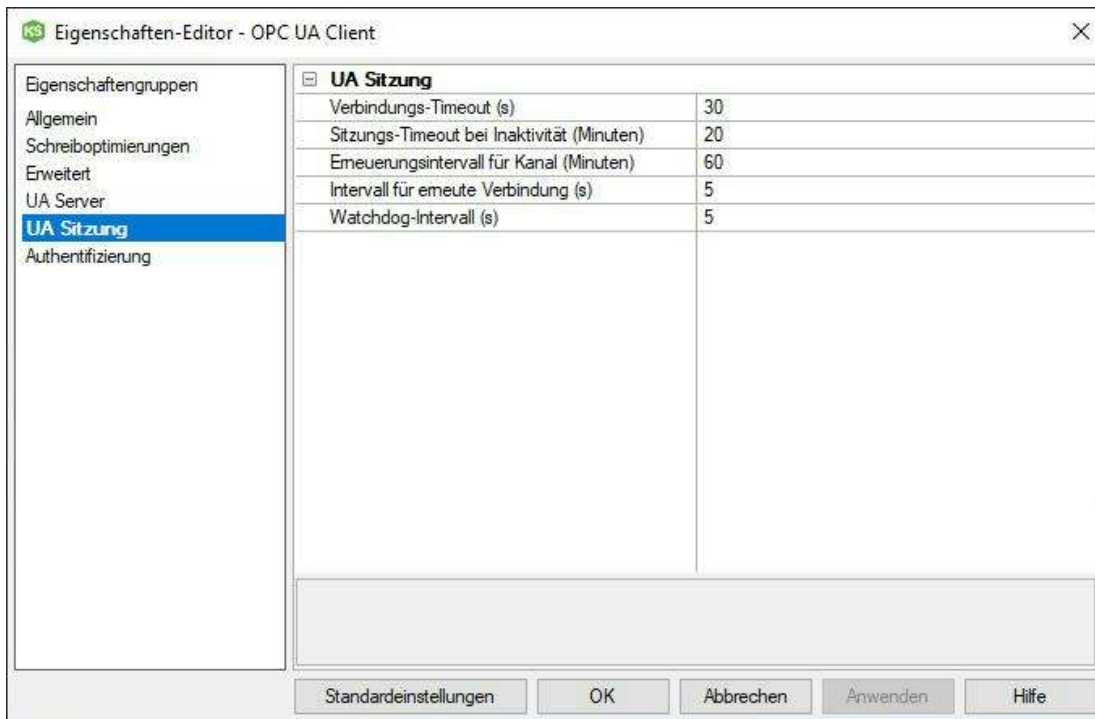 KS Eigenschaften-Editor - OPC UA Client
Eigenschaftengruppen
Allgemein
Schreiboptimierungen
Erweitert
UA Server
UA Sitzung
Authentifizierung
UA Sitzung
Verbindungs-Timeout (s) 30
Sitzungs-Timeout bei Inaktivität (Minuten) 20
Erneuerungsintervall für Kanal (Minuten) 60
Intervall für erneute Verbindung (s) 5
Watchdog-Intervall (s) 5
Standardeinstellungen OK Abbrechen Anwenden Hilfe